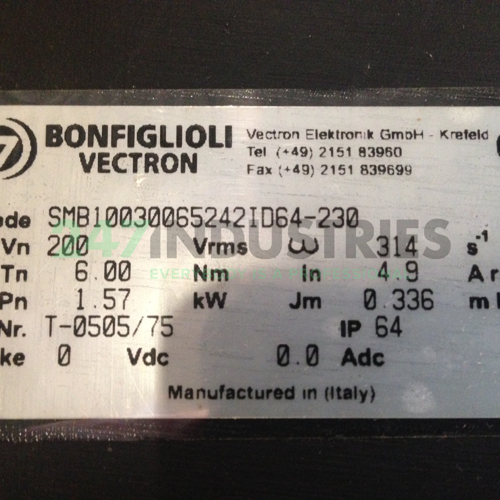 BONFIGLIOLI
VECTRON
Vectron Elektronik GmbH - Krefeld
Tel (+49) 2151 83960
Fax (+49) 2151 839699
ode SMB10030065242ID64-230
Vn 200 Vrms ω 314 s⁻¹
Tn 6.00 Nm In 4.9 Ar
Pn 1.57 kW Jm 0.336 m
Nr. T-0505/75 IP 64
ke 0 Vdc 0.0 Adc
Manufactured in (Italy)
247INDUSTRIES